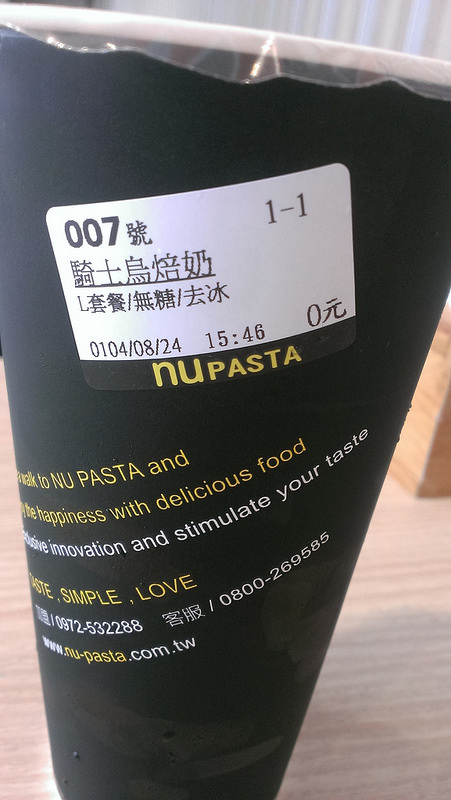 007號 1-1
騎士烏焙奶
L套餐/無糖/去冰
0元
0104/08/24 15:46
nuPASTA
walk to NU PASTA and
the happiness with delicious food
innovation and stimulate your taste
TASTE , SIMPLE , LOVE
/ 0972-532288 客服 / 0800-269585
www.nu-pasta.com.tw